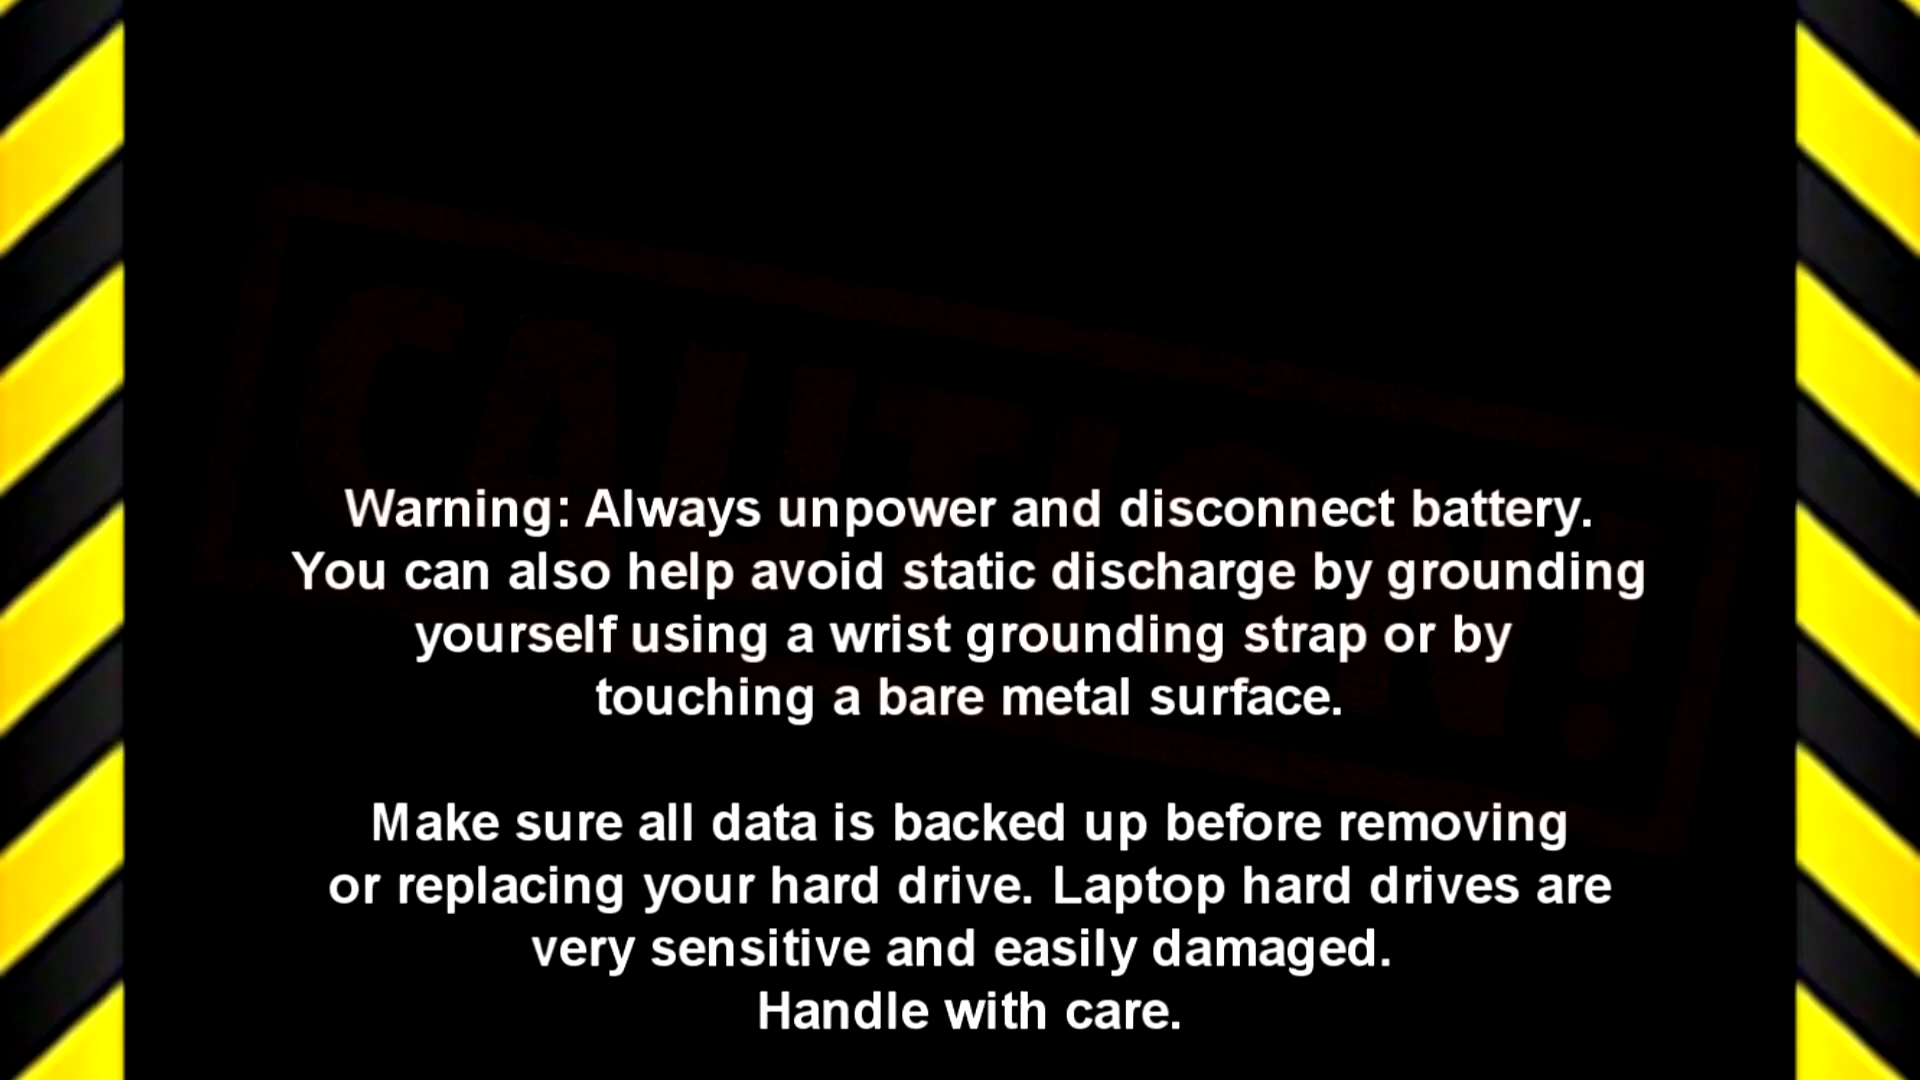 CAUTION!
Warning: Always unpower and disconnect battery.
You can also help avoid static discharge by grounding
yourself using a wrist grounding strap or by
touching a bare metal surface.
Make sure all data is backed up before removing
or replacing your hard drive. Laptop hard drives are
very sensitive and easily damaged.
Handle with care.